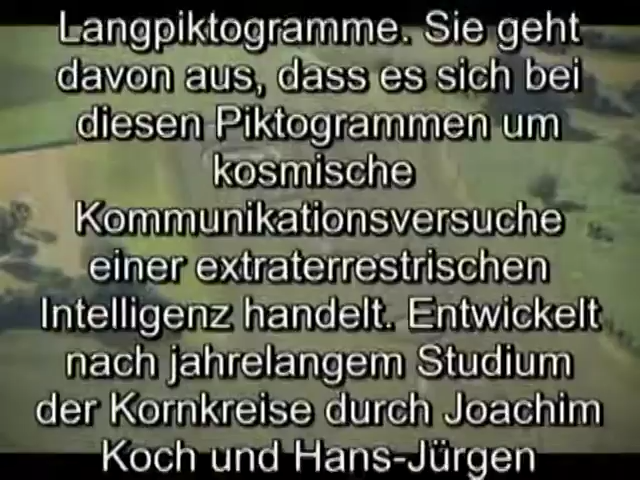 Langpiktogramme. Sie geht
davon aus, dass es sich bei
diesen Piktogrammen um
kosmische
Kommunikationsversuche
einer extraterrestrischen
Intelligenz handelt. Entwickelt
nach jahrelangem Studium
der Kornkreise durch Joachim
Koch und Hans-Jürgen